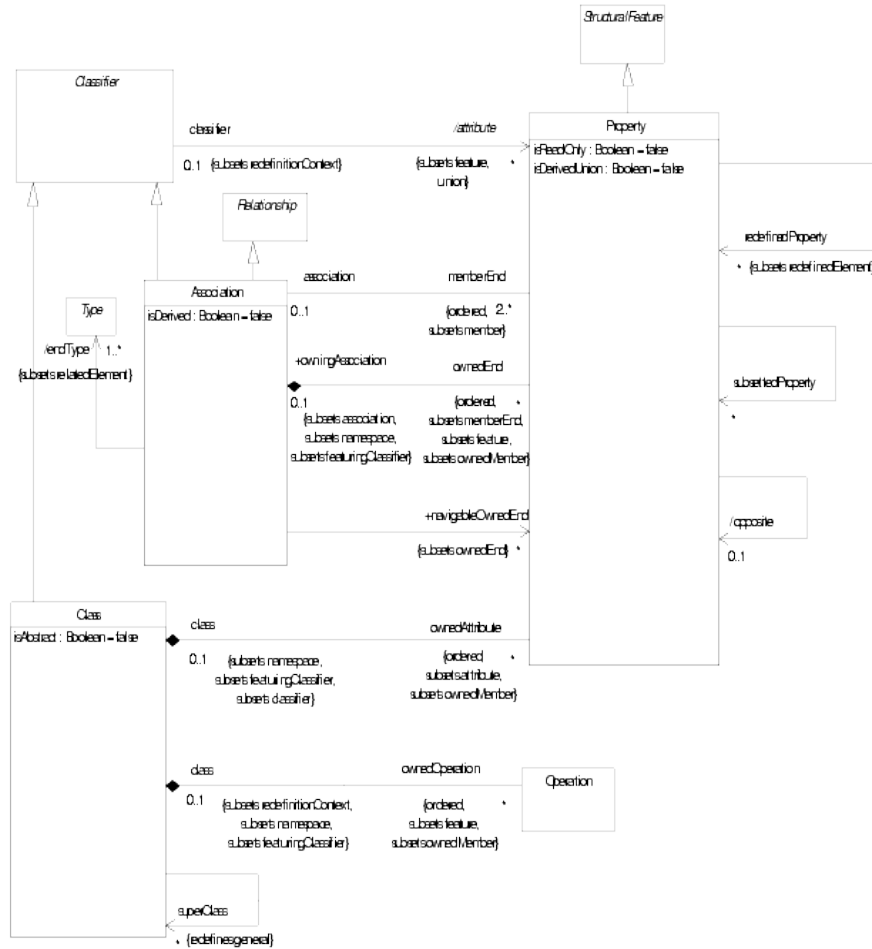 StructuralFeature
Classifier
classifier
/attribute
0..1
{subsets redefinitionContext}
{subsets feature,
union}
*
Property
isReadOnly : Boolean = false
isDerivedUnion : Boolean = false
Relationship
redefinedProperty
* {subsets redefinedElement}
association
memberEnd
0..1
{ordered,
subsets member}
2..*
Association
isDerived : Boolean = false
Type
/endType
1..*
{subsets relatedElement}
+owningAssociation
ownedEnd
0..1
{subsets association,
subsets namespace,
subsets featuringClassifier}
{ordered,
subsets memberEnd,
subsets feature,
subsets ownedMember}
*
subsettedProperty
*
+navigableOwnedEnd
{subsets ownedEnd} *
/opposite
0..1
Class
isAbstract : Boolean = false
class
ownedAttribute
0..1
{subsets namespace,
subsets featuringClassifier,
subsets classifier}
{ordered,
subsets attribute,
subsets ownedMember}
*
class
ownedOperation
0..1
{subsets redefinitionContext,
subsets namespace,
subsets featuringClassifier}
{ordered,
subsets feature,
subsets ownedMember}
*
Operation
superClass
* {redefines general}